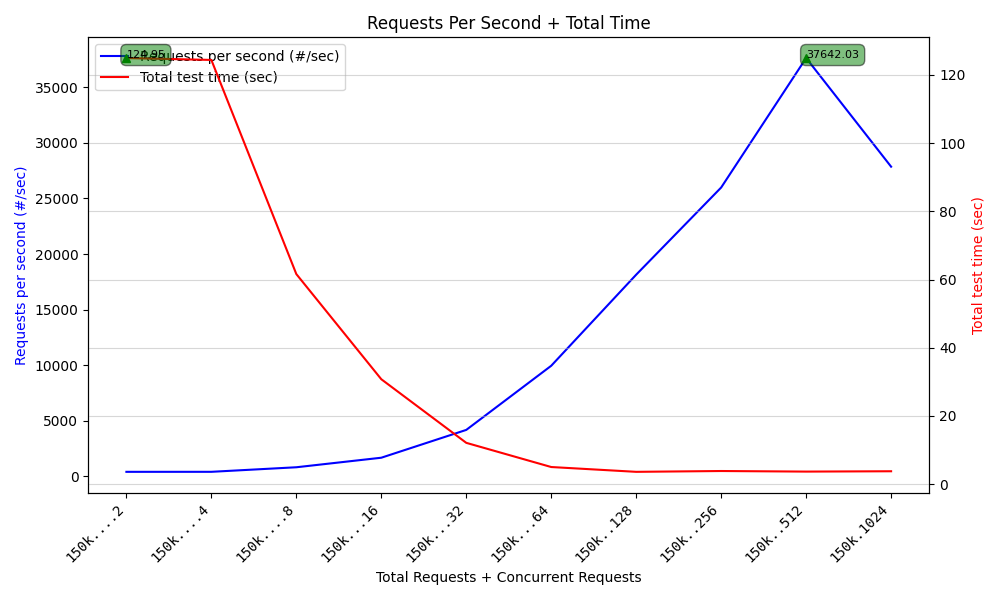 Requests Per Second + Total Time
124.95
Requests per second (#/sec)
Total test time (sec)
37642.03
35000
30000
25000
20000
15000
10000
5000
0
Requests per second (#/sec)
120
100
80
60
40
20
0
Total test time (sec)
150k....2
150k....4
150k....8
150k...16
150k...32
150k...64
150k..128
150k..256
150k..512
150k.1024
Total Requests + Concurrent Requests